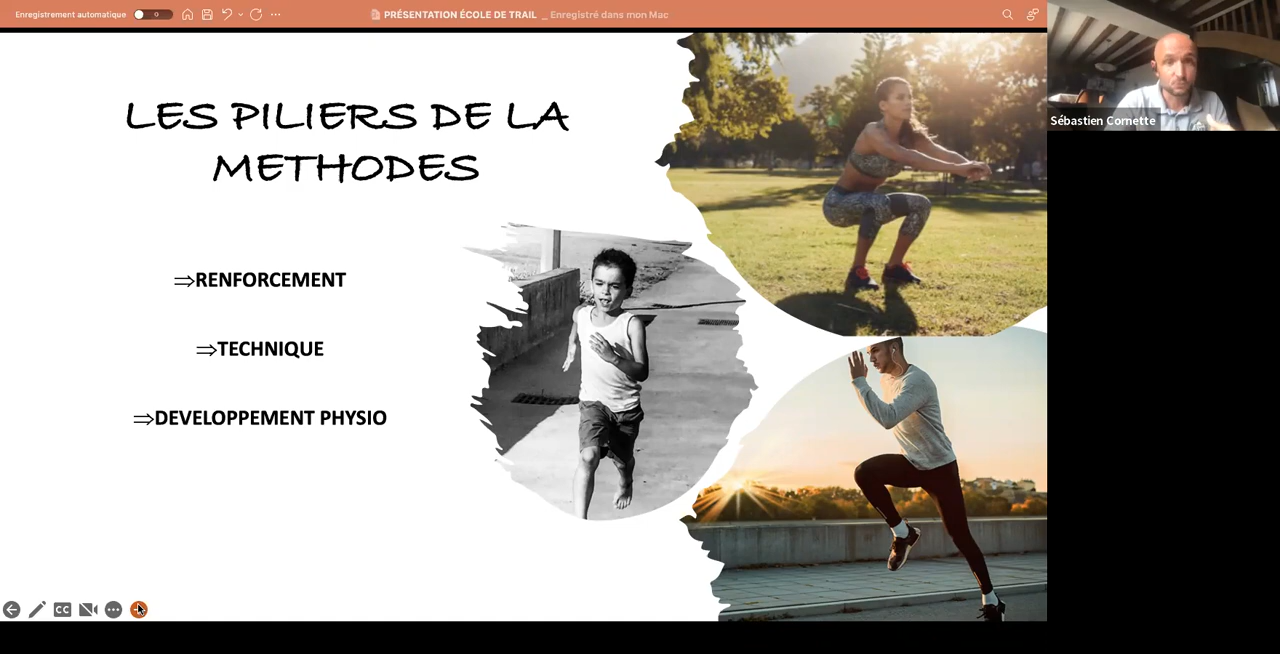 Enregistrement automatique
PRÉSENTATION ÉCOLE DE TRAIL _ Enregistré dans mon Mac
Sébastien Cornette
LES PILIERS DE LA
METHODES
⇒RENFORCEMENT
⇒TECHNIQUE
⇒DEVELOPPEMENT PHYSIO
CC